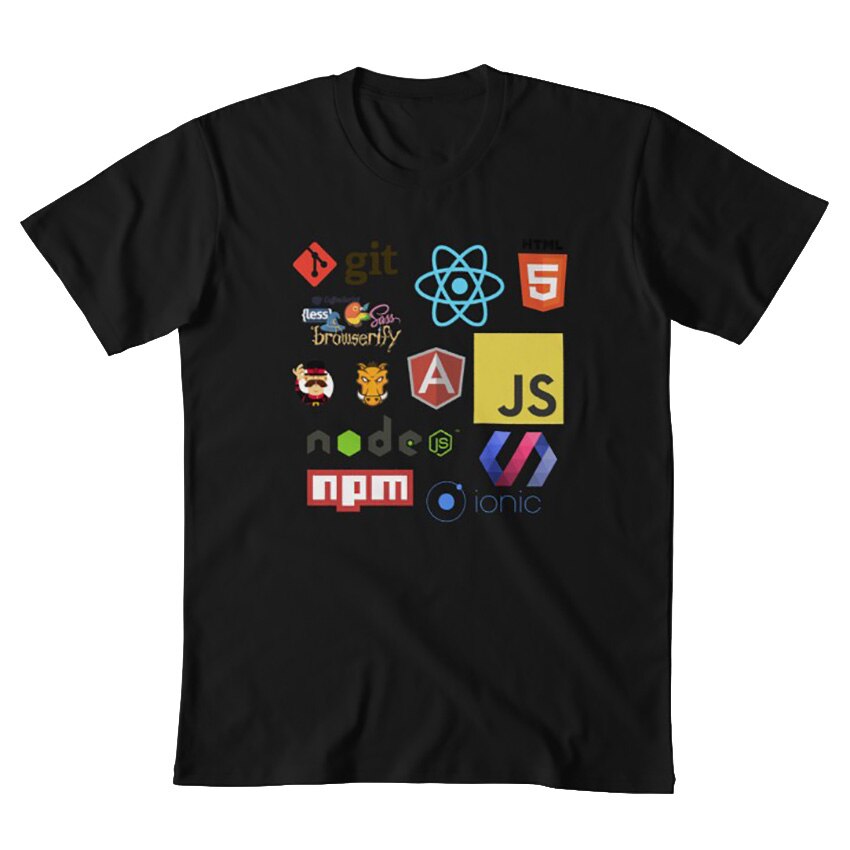 git
HTML
5
{less}
Sass
browserify
A
JS
node
JS
npm
ionic